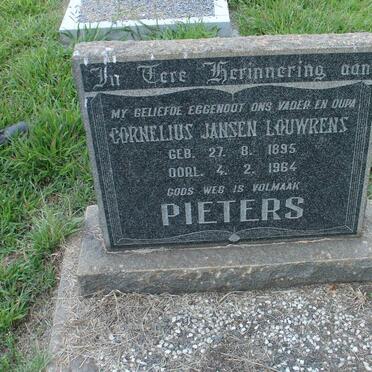 In Tere Herinnering aan
MY GELIEFDE EGGENOOT ONS VADER EN OUPA
CORNELIUS JANSEN LOUWRENS
GEB. 27. 8. 1895
OORL. 4. 2. 1964
GODS WEG IS VOLMAAK
PIETERS